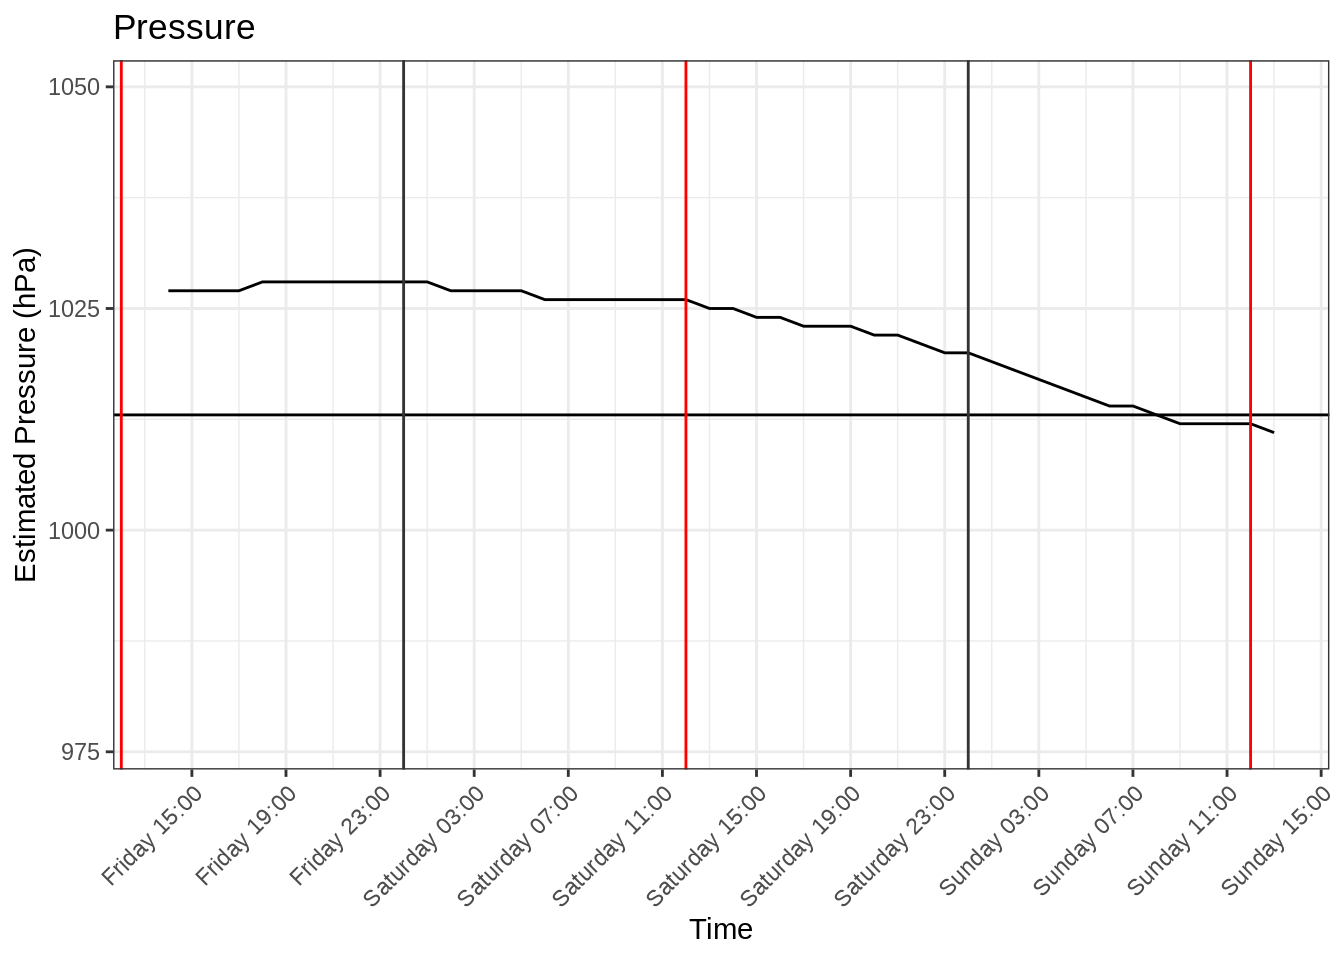 Pressure
Estimated Pressure (hPa)
1050
1025
1000
975
Friday 15:00
Friday 19:00
Friday 23:00
Saturday 03:00
Saturday 07:00
Saturday 11:00
Saturday 15:00
Saturday 19:00
Saturday 23:00
Sunday 03:00
Sunday 07:00
Sunday 11:00
Sunday 15:00
Time